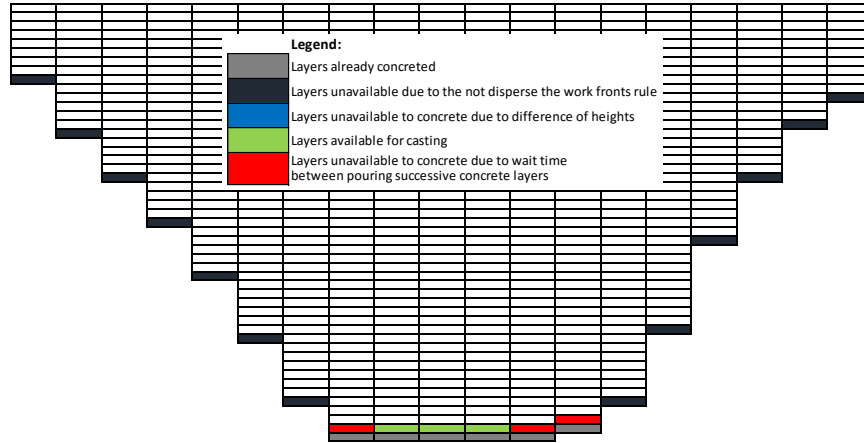 Legend:
Layers already concreted
Layers unavailable due to the not disperse the work fronts rule
Layers unavailable to concrete due to difference of heights
Layers available for casting
Layers unavailable to concrete due to wait time
between pouring successive concrete layers